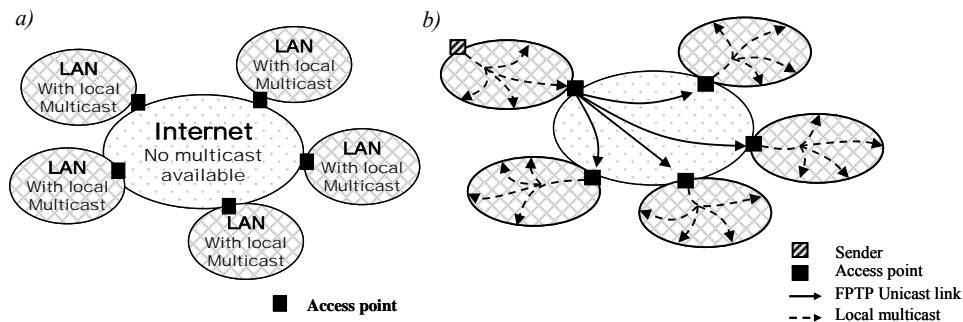 a)
LAN
With local
Multicast
LAN
With local
Multicast
Internet
No multicast
available
LAN
With local
Multicast
LAN
With local
Multicast
LAN
With local
Multicast
Access point
b)
Sender
Access point
FPTP Unicast link
Local multicast